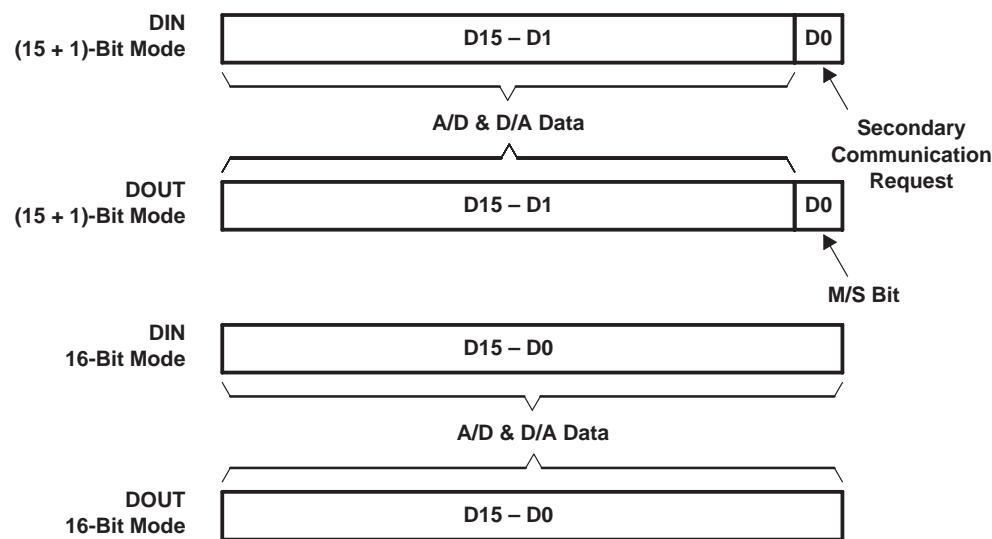 DIN
(15 + 1)-Bit Mode
D15 – D1
D0
A/D & D/A Data
Secondary
Communication
Request
DOUT
(15 + 1)-Bit Mode
D15 – D1
D0
M/S Bit
DIN
16-Bit Mode
D15 – D0
A/D & D/A Data
DOUT
16-Bit Mode
D15 – D0